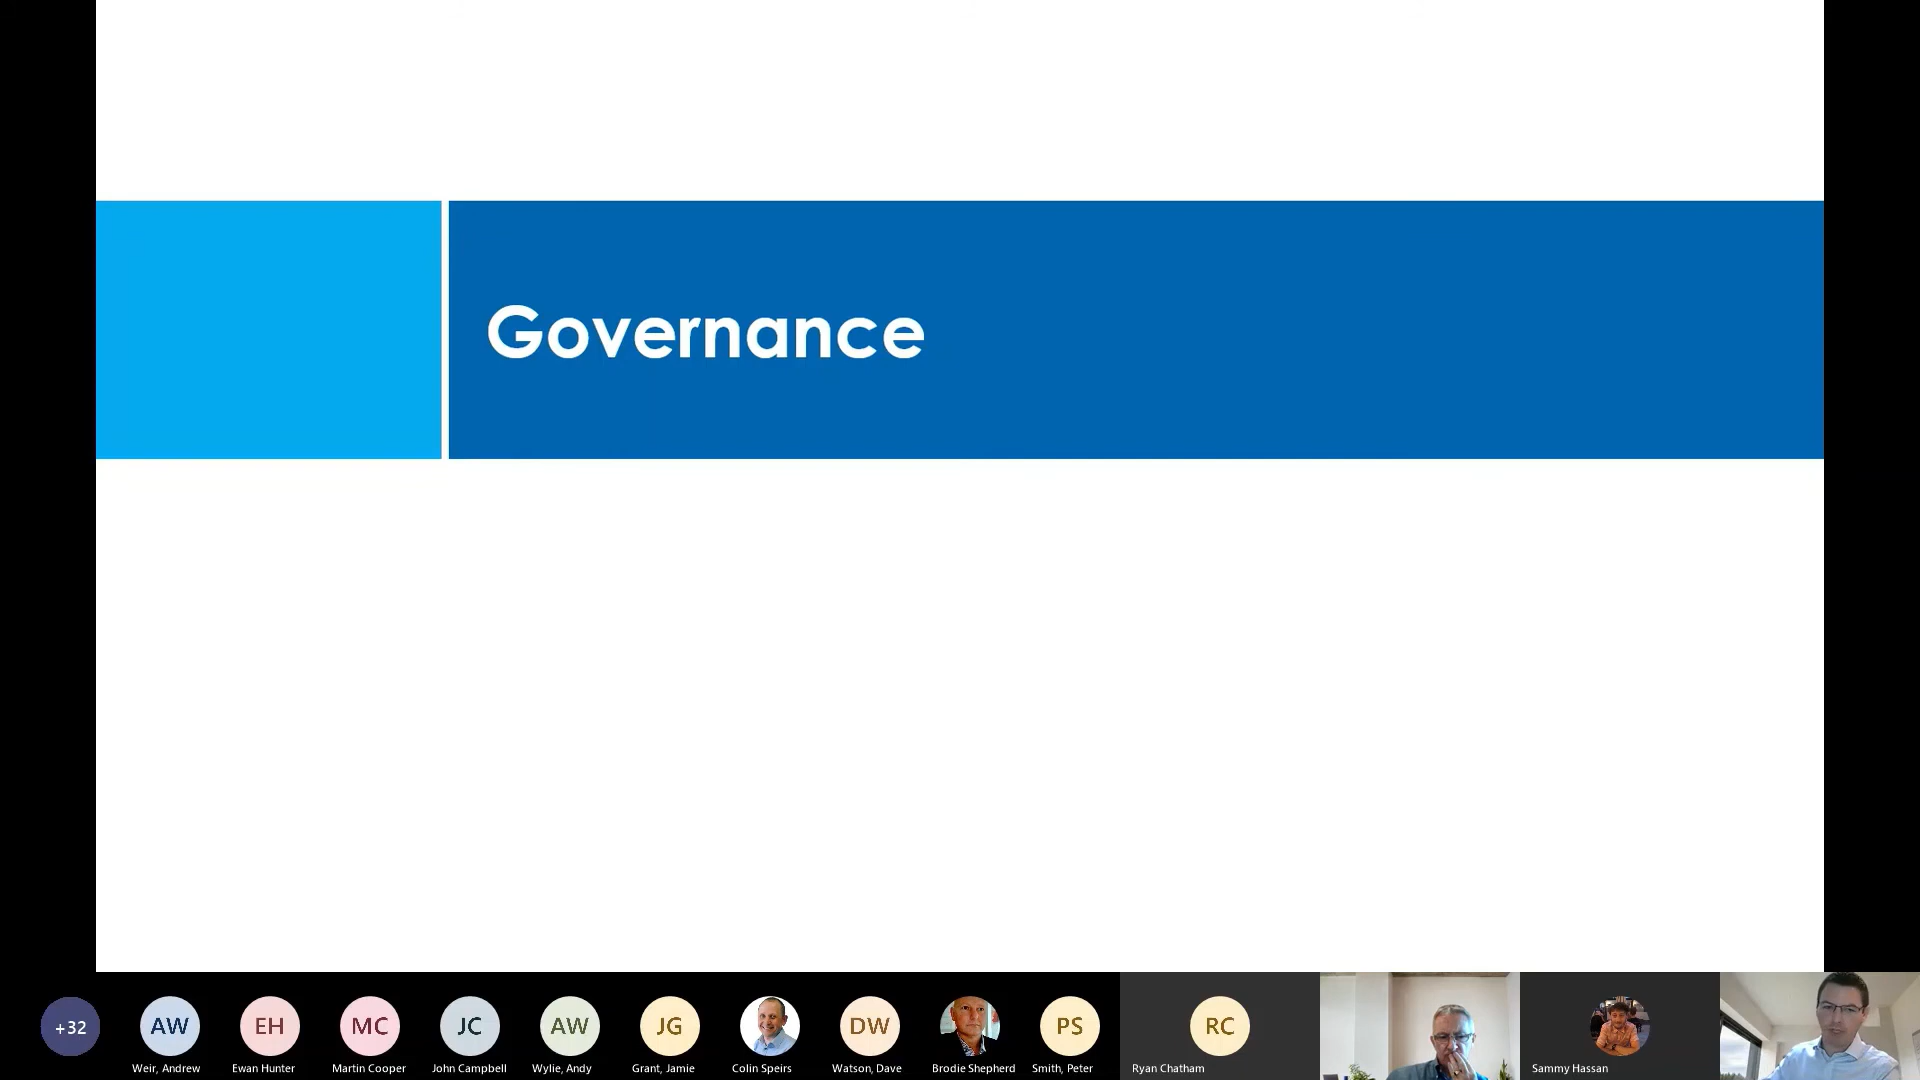 Governance
+32
AW
EH
MC
JC
AW
JG
DW
PS
RC
Weir, Andrew
Ewan Hunter
Martin Cooper
John Campbell
Wylie, Andy
Grant, Jamie
Colin Speirs
Watson, Dave
Brodie Shepherd
Smith, Peter
Ryan Chatham
Sammy Hassan